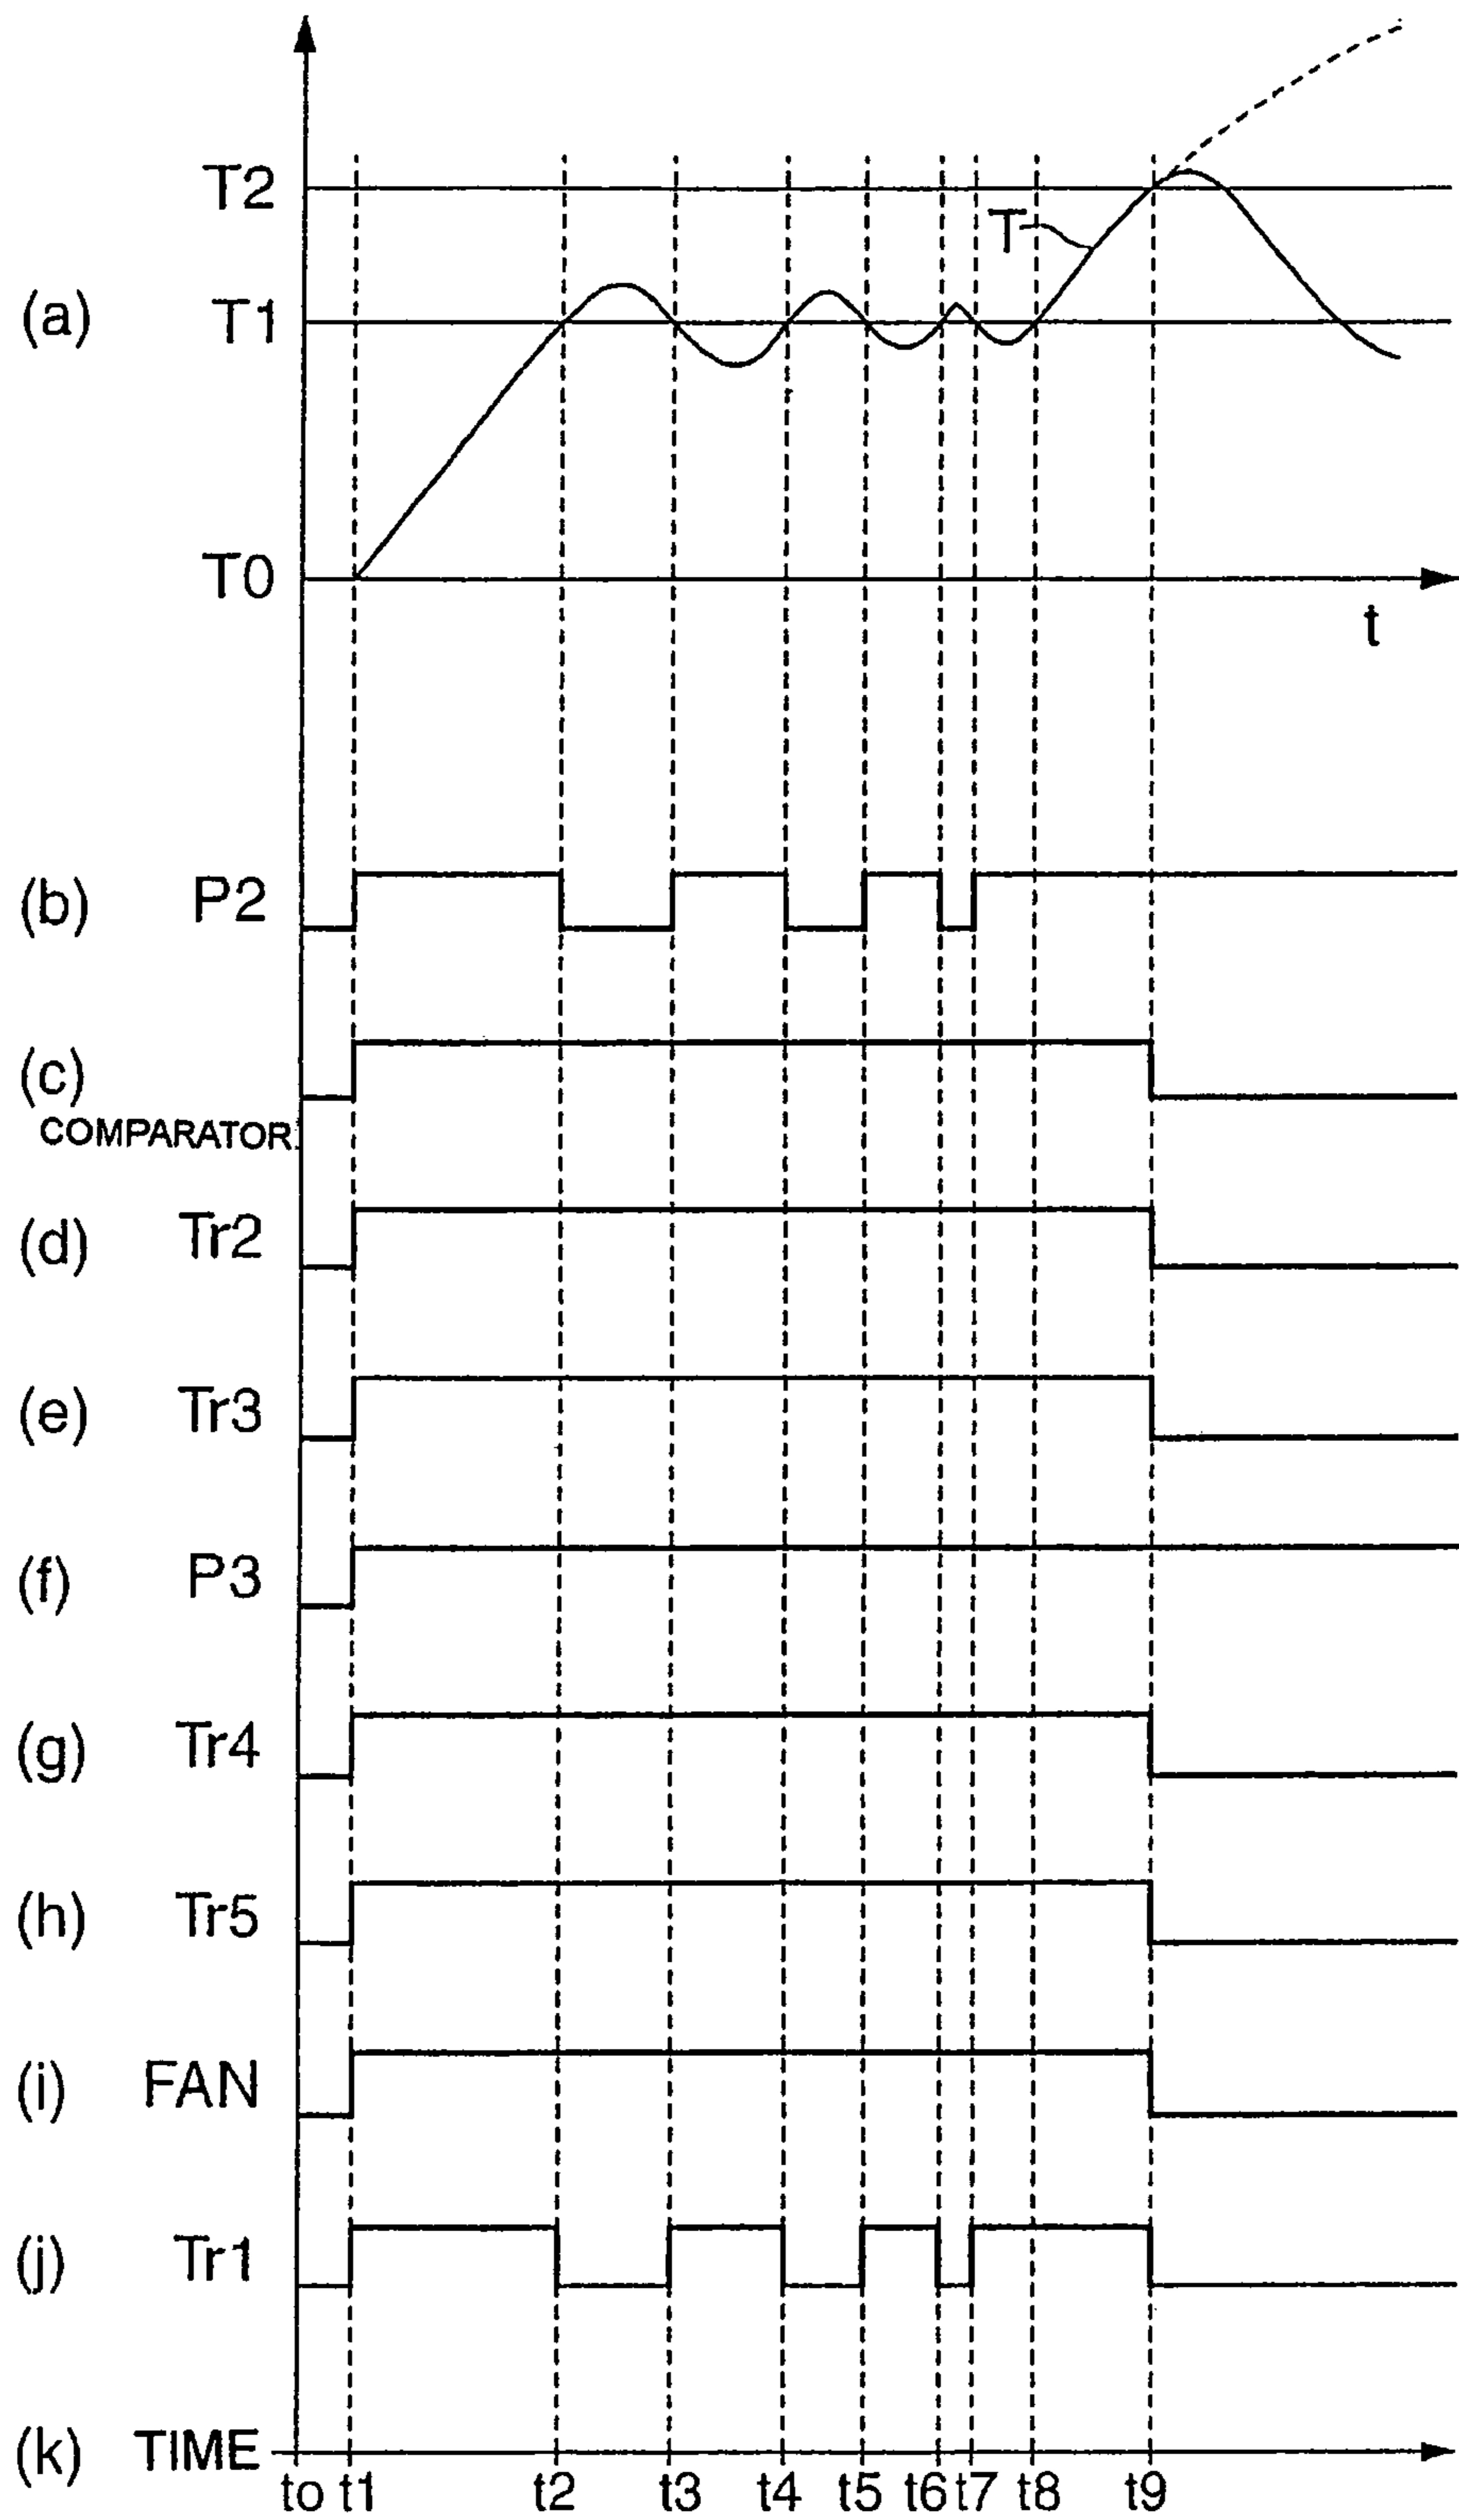 T2
T
(a) T1
T0
t
(b) P2
(c)
COMPARATOR
(d) Tr2
(e) Tr3
(f) P3
(g) Tr4
(h) Tr5
(i) FAN
(j) Tr1
(k) TIME
to t1 t2 t3 t4 t5 t6 t7 t8 t9